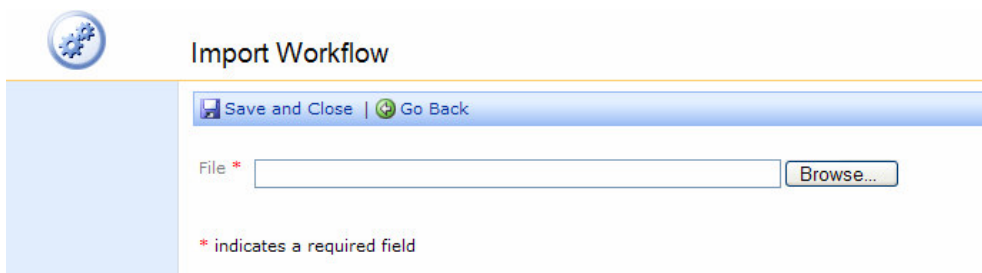 Import Workflow
Save and Close | Go Back
File * Browse...
* indicates a required field